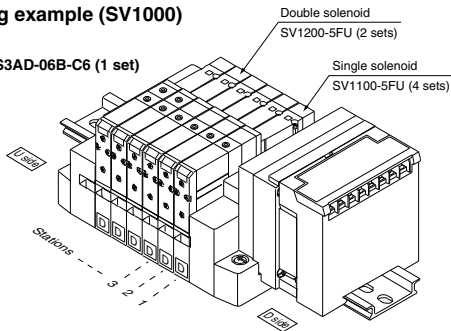 g example (SV1000)
Double solenoid
SV1200-5FU (2 sets)
S3AD-06B-C6 (1 set)
Single solenoid
SV1100-5FU (4 sets)
U side
Stations
3
2
1
D D D D D D
D side